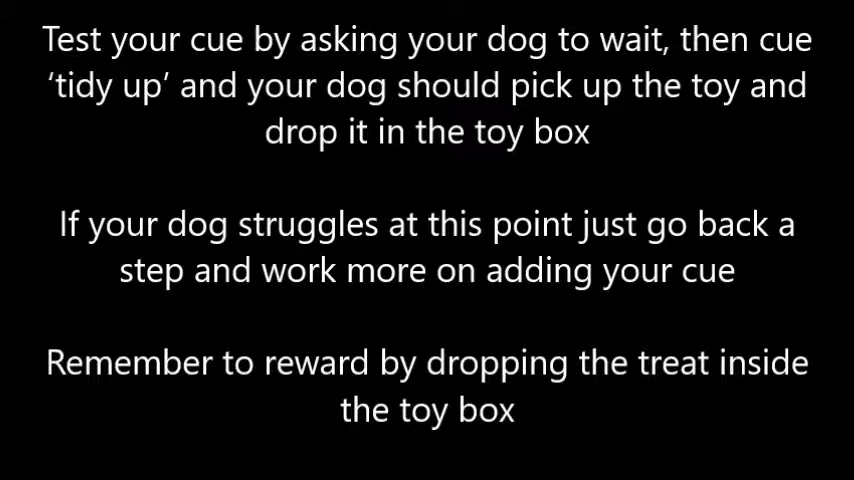 Test your cue by asking your dog to wait, then cue
‘tidy up’ and your dog should pick up the toy and
drop it in the toy box
If your dog struggles at this point just go back a
step and work more on adding your cue
Remember to reward by dropping the treat inside
the toy box